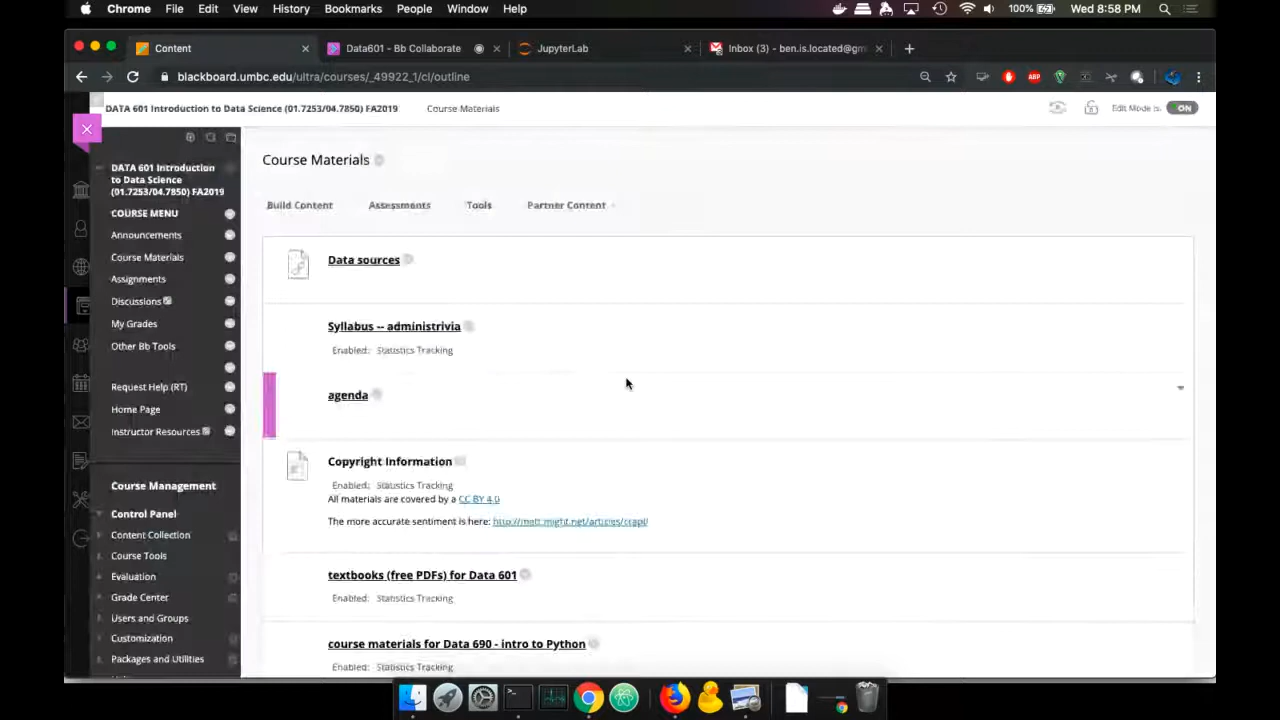 Chrome File Edit View History Bookmarks People Window Help 100% Wed 8:58 PM
Content Data601 - Bb Collaborate JupyterLab Inbox (3) - ben.is.located@gm
blackboard.umbc.edu/ultra/courses/_49922_1/cl/outline
DATA 601 Introduction to Data Science (01.7253/04.7850) FA2019 Course Materials Edit Mode is: ON
DATA 601 Introduction
to Data Science
(01.7253/04.7850) FA2019
COURSE MENU
Announcements
Course Materials
Assignments
Discussions
My Grades
Other Bb Tools
Request Help (RT)
Home Page
Instructor Resources
Course Management
Control Panel
Content Collection
Course Tools
Evaluation
Grade Center
Users and Groups
Customization
Packages and Utilities
Course Materials
Build Content Assessments Tools Partner Content
Data sources
Syllabus -- administrivia
Enabled: Statistics Tracking
agenda
Copyright Information
Enabled: Statistics Tracking
All materials are covered by a CC BY 4.0
The more accurate sentiment is here: http://matt.might.net/articles/crapl/
textbooks (free PDFs) for Data 601
Enabled: Statistics Tracking
course materials for Data 690 - intro to Python
Enabled: Statistics Tracking